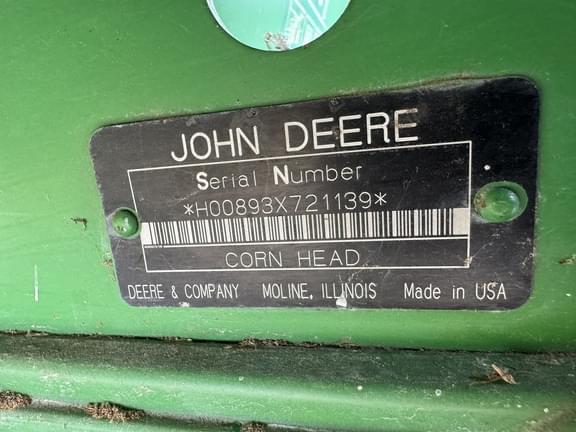 JOHN DEERE
Serial Number
*H00893X721139*
CORN HEAD
DEERE & COMPANY MOLINE, ILLINOIS Made in USA